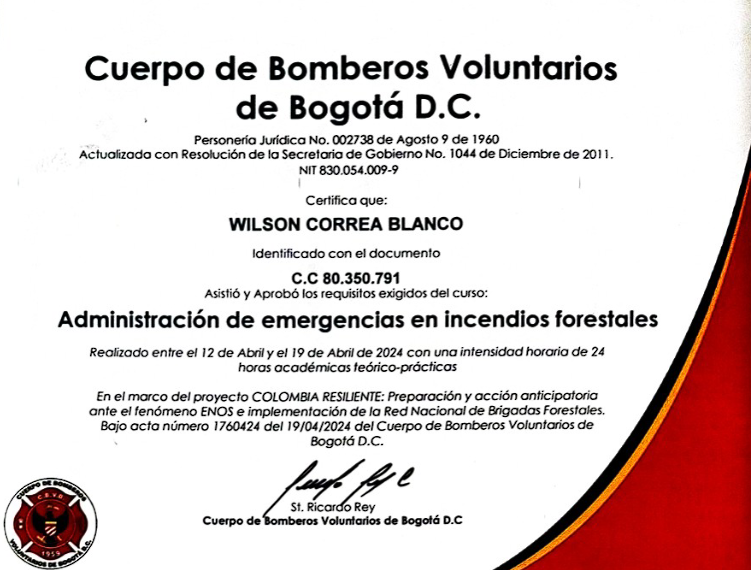 Cuerpo de Bomberos Voluntarios
de Bogotá D.C.
Personería Jurídica No. 002738 de Agosto 9 de 1960
Actualizada con Resolución de la Secretaria de Gobierno No. 1044 de Diciembre de 2011.
NIT 830.054.009-9
Certifica que:
WILSON CORREA BLANCO
Identificado con el documento
C.C 80.350.791
Asistió y Aprobó los requisitos exigidos del curso:
Administración de emergencias en incendios forestales
Realizado entre el 12 de Abril y el 19 de Abril de 2024 con una intensidad horaria de 24
horas académicas teórico-prácticas
En el marco del proyecto COLOMBIA RESILIENTE: Preparación y acción anticipatoria
ante el fenómeno ENOS e implementación de la Red Nacional de Brigadas Forestales.
Bajo acta número 1760424 del 19/04/2024 del Cuerpo de Bomberos Voluntarios de
Bogotá D.C.
St. Ricardo Rey
Cuerpo de Bomberos Voluntarios de Bogotá D.C
CUERPO DE BOMBEROS
C.B.V.B.
1959
VOLUNTARIOS DE BOGOTÁ D.C.